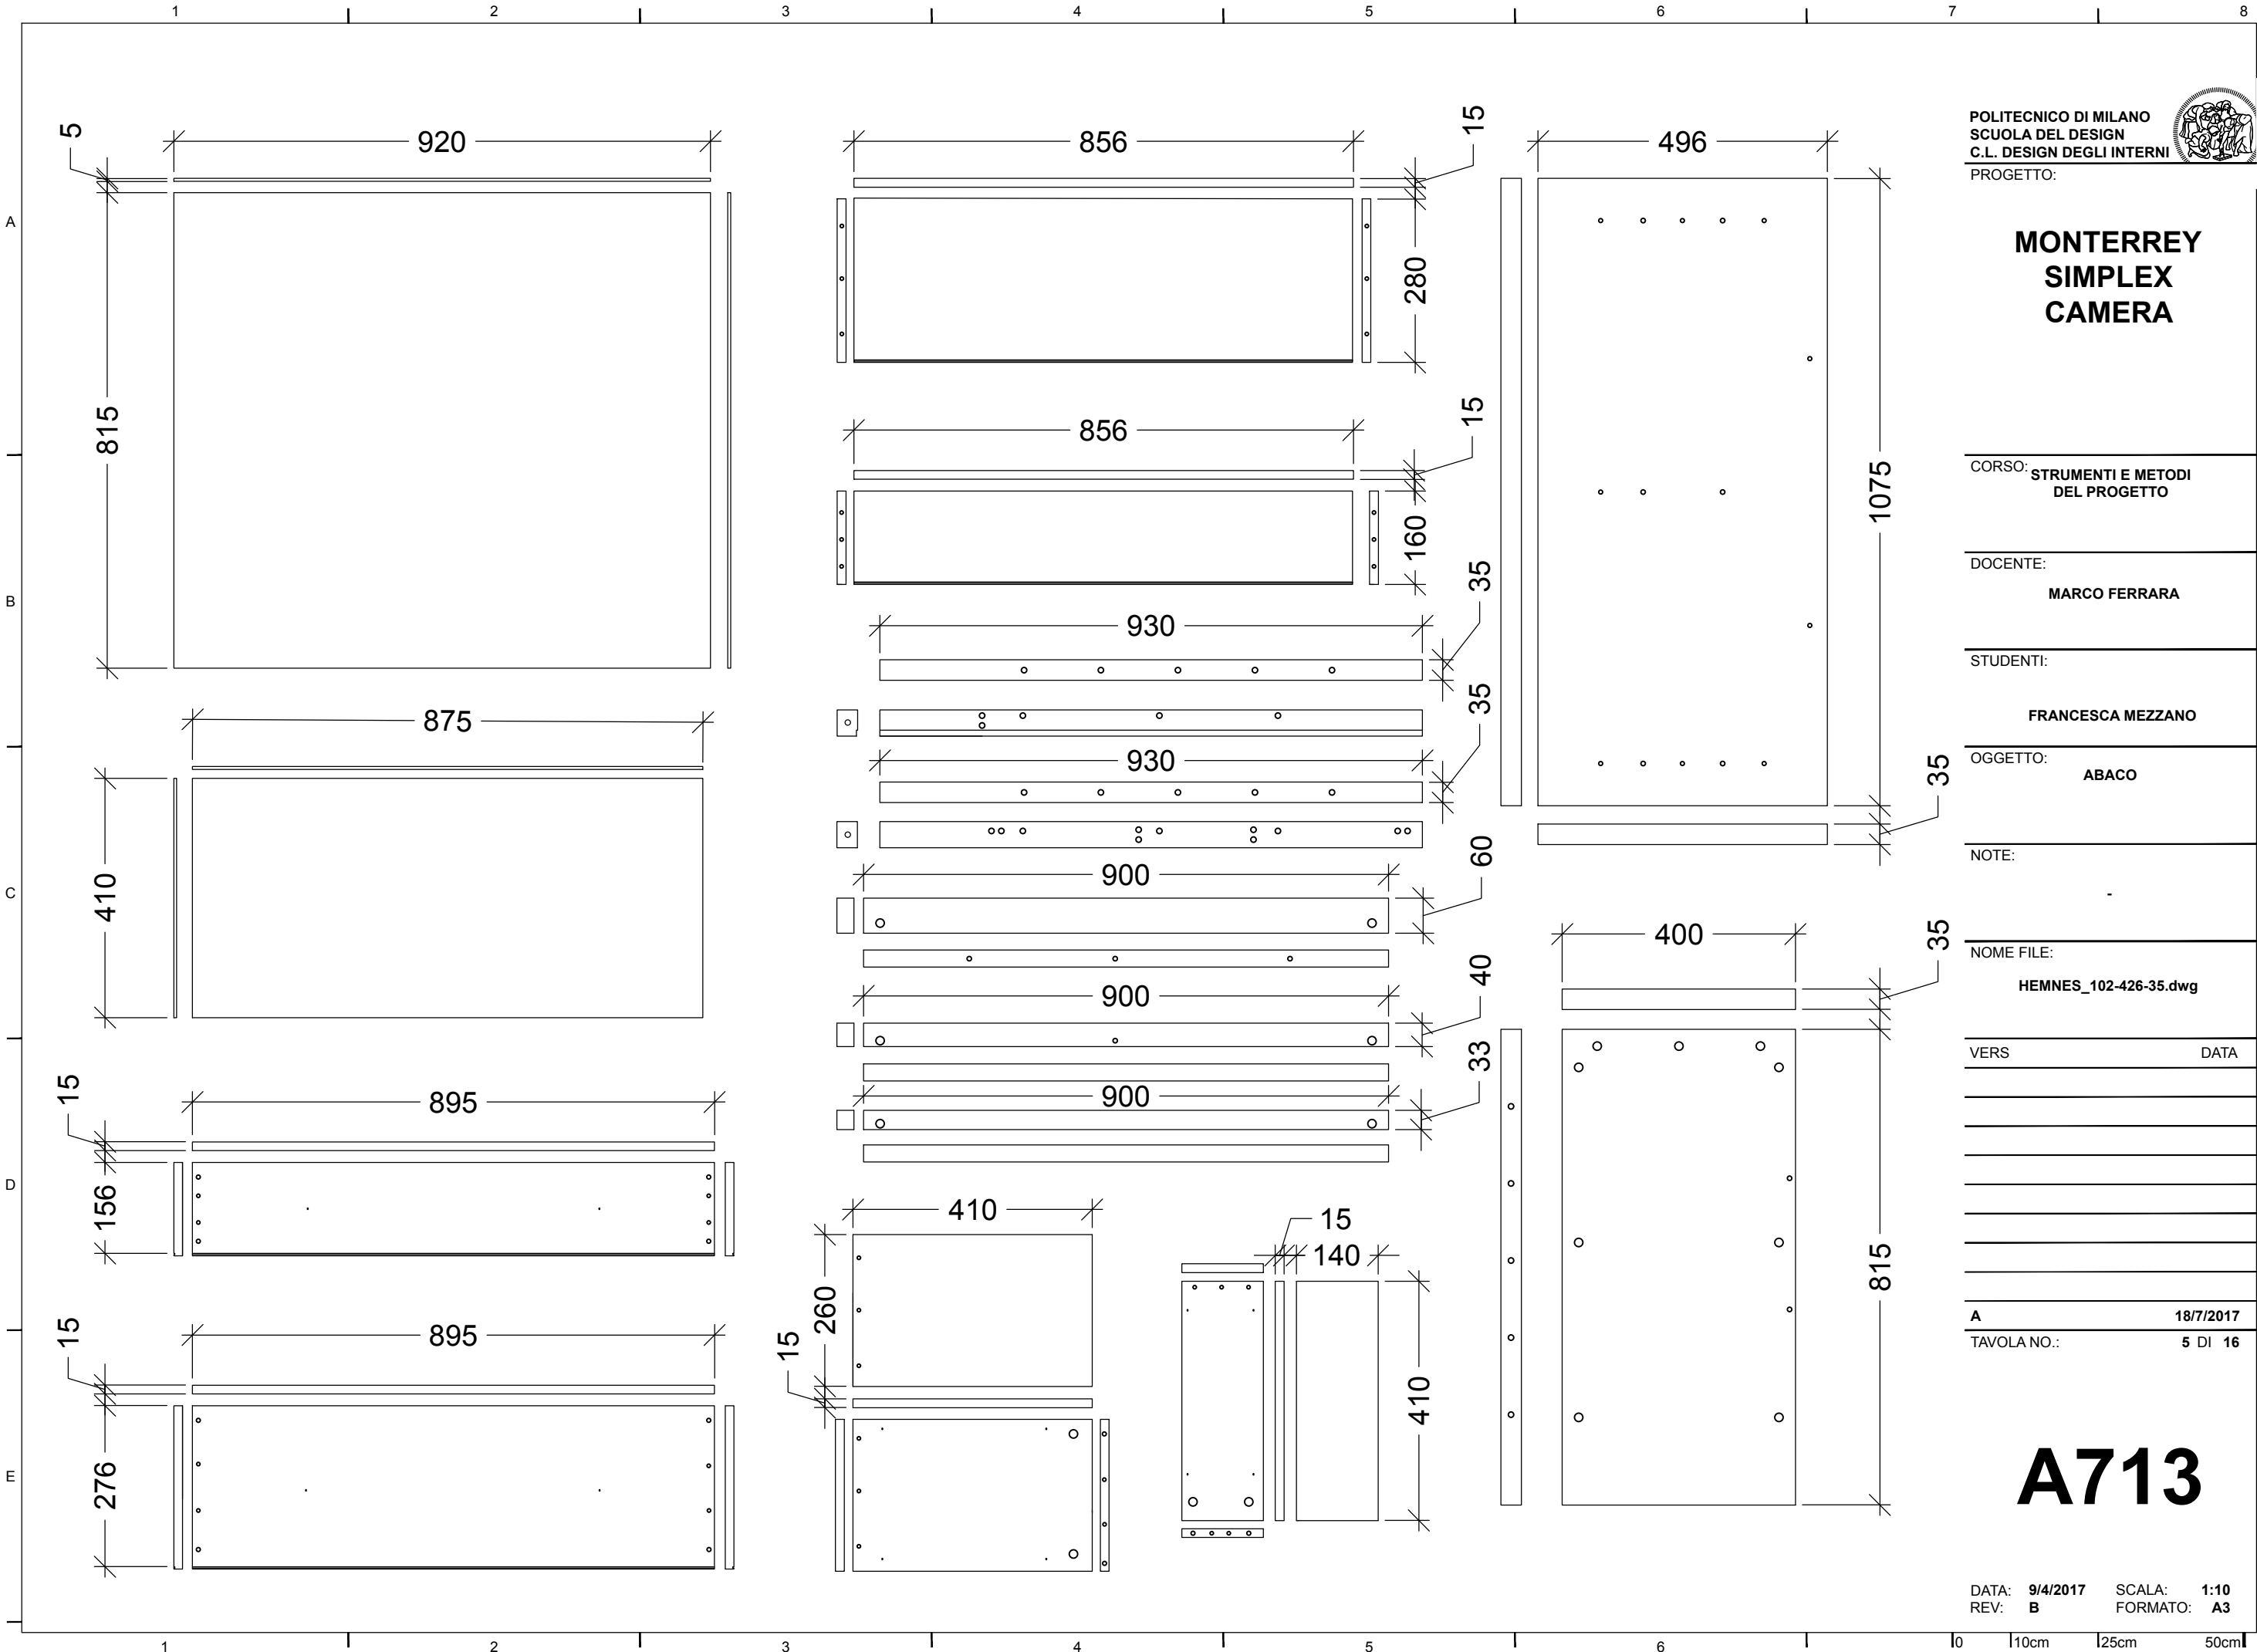 1 2 3 4 5 6 7 8
A
B
C
D
E
5
920
815
875
410
15
895
156
15
895
276
856
15
280
856
15
160
930
35
930
35
900
60
900
40
900
33
410
260
15
15
140
410
496
1075
35
400
35
815
POLITECNICO DI MILANO
SCUOLA DEL DESIGN
C.L. DESIGN DEGLI INTERNI
PROGETTO:
MONTERREY
SIMPLEX
CAMERA
CORSO: STRUMENTI E METODI
DEL PROGETTO
DOCENTE:
MARCO FERRARA
STUDENTI:
FRANCESCA MEZZANO
OGGETTO:
ABACO
NOTE:
-
NOME FILE:
HEMNES_102-426-35.dwg
VERS DATA
A 18/7/2017
TAVOLA NO.: 5 DI 16
A713
DATA: 9/4/2017 SCALA: 1:10
REV: B FORMATO: A3
1 2 3 4 5 6 0 10cm 25cm 50cm